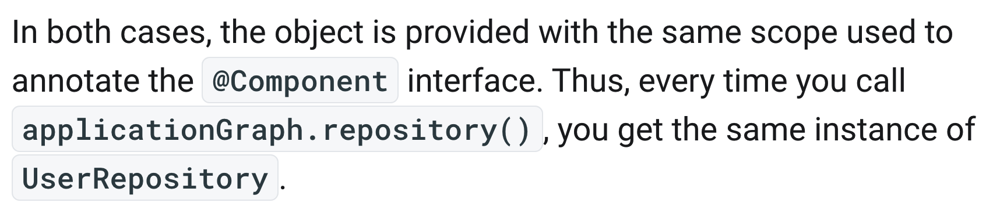 In both cases, the object is provided with the same scope used to
annotate the @Component interface. Thus, every time you call
applicationGraph.repository(), you get the same instance of
UserRepository.